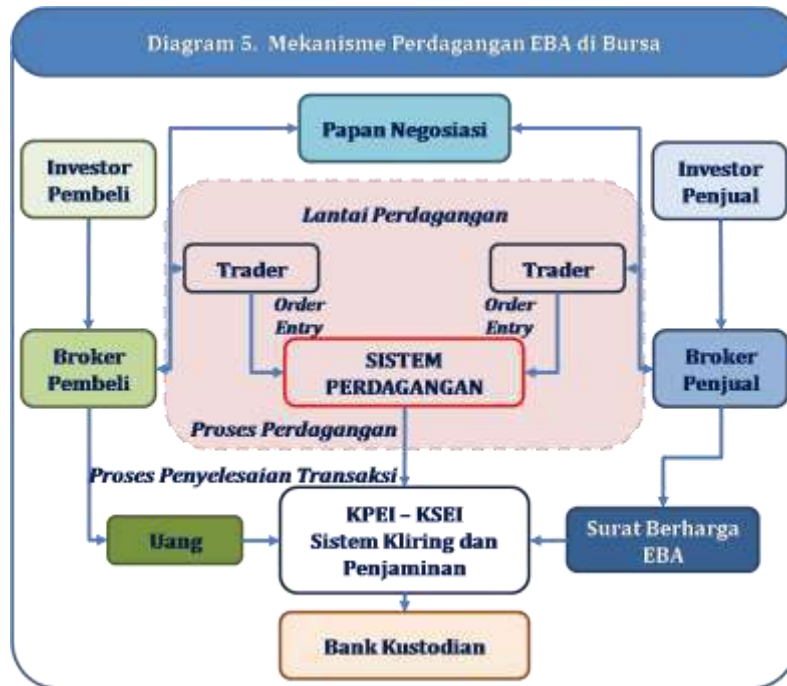 Diagram 5. Mekanisme Perdagangan EBA di Bursa
Papan Negosiasi
Investor
Pembeli
Investor
Penjual
Lantai Perdagangan
Trader
Trader
Order
Entry
Order
Entry
Broker
Pembeli
SISTEM
PERDAGANGAN
Broker
Penjual
Proses Perdagangan
Proses Penyelesaian Transaksi
Uang
KPEI – KSEI
Sistem Kliring dan
Penjaminan
Surat Berharga
EBA
Bank Kustodian